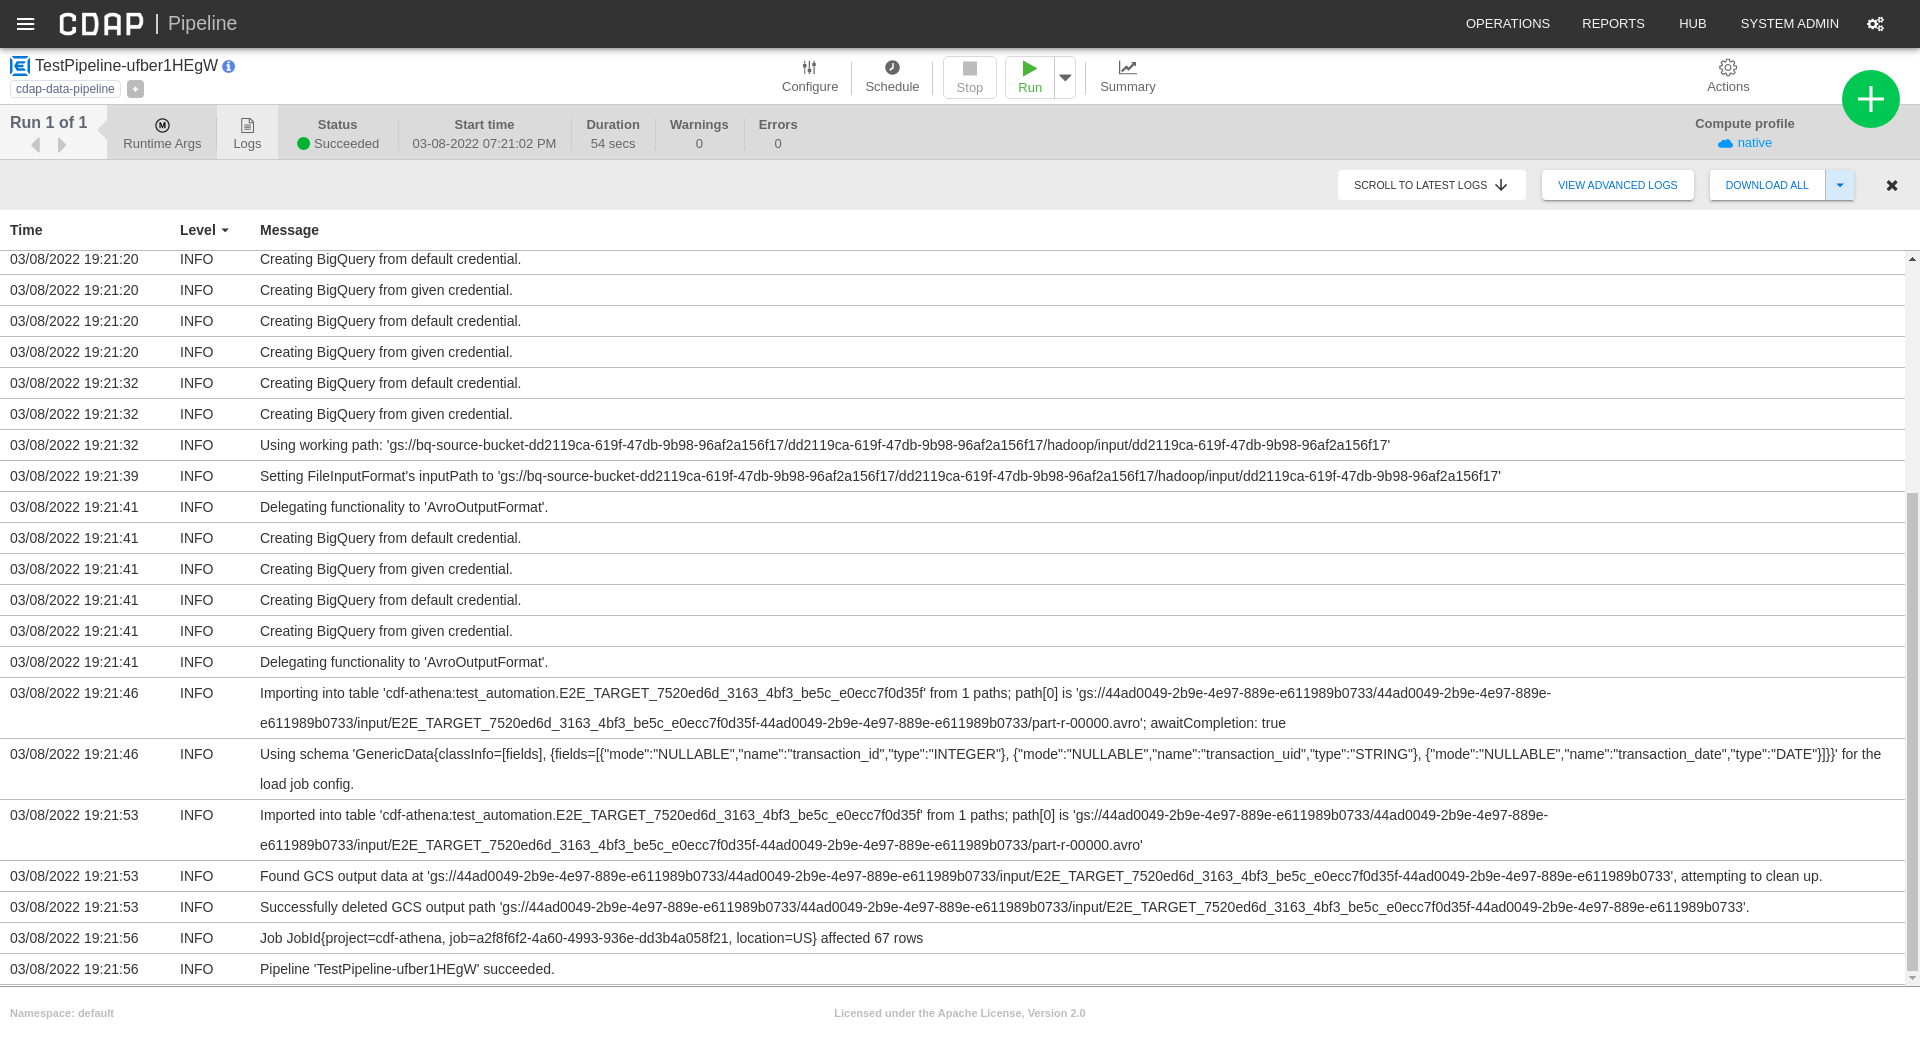 CDAP | Pipeline
OPERATIONS REPORTS HUB SYSTEM ADMIN
TestPipeline-ufber1HEgW
cdap-data-pipeline +
Configure Schedule Stop Run Summary Actions
Run 1 of 1
Runtime Args
Logs
Status
Succeeded
Start time
03-08-2022 07:21:02 PM
Duration
54 secs
Warnings
0
Errors
0
Compute profile
native
SCROLL TO LATEST LOGS VIEW ADVANCED LOGS DOWNLOAD ALL
Time Level Message
03/08/2022 19:21:20 INFO Creating BigQuery from default credential.
03/08/2022 19:21:20 INFO Creating BigQuery from given credential.
03/08/2022 19:21:20 INFO Creating BigQuery from default credential.
03/08/2022 19:21:20 INFO Creating BigQuery from given credential.
03/08/2022 19:21:32 INFO Creating BigQuery from default credential.
03/08/2022 19:21:32 INFO Creating BigQuery from given credential.
03/08/2022 19:21:32 INFO Using working path: 'gs://bq-source-bucket-dd2119ca-619f-47db-9b98-96af2a156f17/dd2119ca-619f-47db-9b98-96af2a156f17/hadoop/input/dd2119ca-619f-47db-9b98-96af2a156f17'
03/08/2022 19:21:39 INFO Setting FileInputFormat's inputPath to 'gs://bq-source-bucket-dd2119ca-619f-47db-9b98-96af2a156f17/dd2119ca-619f-47db-9b98-96af2a156f17/hadoop/input/dd2119ca-619f-47db-9b98-96af2a156f17'
03/08/2022 19:21:41 INFO Delegating functionality to 'AvroOutputFormat'.
03/08/2022 19:21:41 INFO Creating BigQuery from default credential.
03/08/2022 19:21:41 INFO Creating BigQuery from given credential.
03/08/2022 19:21:41 INFO Creating BigQuery from default credential.
03/08/2022 19:21:41 INFO Creating BigQuery from given credential.
03/08/2022 19:21:41 INFO Delegating functionality to 'AvroOutputFormat'.
03/08/2022 19:21:46 INFO Importing into table 'cdf-athena:test_automation.E2E_TARGET_7520ed6d_3163_4bf3_be5c_e0ecc7f0d35f' from 1 paths; path[0] is 'gs://44ad0049-2b9e-4e97-889e-e611989b0733/44ad0049-2b9e-4e97-889e-
e611989b0733/input/E2E_TARGET_7520ed6d_3163_4bf3_be5c_e0ecc7f0d35f-44ad0049-2b9e-4e97-889e-e611989b0733/part-r-00000.avro'; awaitCompletion: true
03/08/2022 19:21:46 INFO Using schema 'GenericData{classInfo=[fields], {fields=[{"mode":"NULLABLE","name":"transaction_id","type":"INTEGER"}, {"mode":"NULLABLE","name":"transaction_uid","type":"STRING"}, {"mode":"NULLABLE","name":"transaction_date","type":"DATE"}]}}' for the
load job config.
03/08/2022 19:21:53 INFO Imported into table 'cdf-athena:test_automation.E2E_TARGET_7520ed6d_3163_4bf3_be5c_e0ecc7f0d35f' from 1 paths; path[0] is 'gs://44ad0049-2b9e-4e97-889e-e611989b0733/44ad0049-2b9e-4e97-889e-
e611989b0733/input/E2E_TARGET_7520ed6d_3163_4bf3_be5c_e0ecc7f0d35f-44ad0049-2b9e-4e97-889e-e611989b0733/part-r-00000.avro'
03/08/2022 19:21:53 INFO Found GCS output data at 'gs://44ad0049-2b9e-4e97-889e-e611989b0733/44ad0049-2b9e-4e97-889e-e611989b0733/input/E2E_TARGET_7520ed6d_3163_4bf3_be5c_e0ecc7f0d35f-44ad0049-2b9e-4e97-889e-e611989b0733', attempting to clean up.
03/08/2022 19:21:53 INFO Successfully deleted GCS output path 'gs://44ad0049-2b9e-4e97-889e-e611989b0733/44ad0049-2b9e-4e97-889e-e611989b0733/input/E2E_TARGET_7520ed6d_3163_4bf3_be5c_e0ecc7f0d35f-44ad0049-2b9e-4e97-889e-e611989b0733'.
03/08/2022 19:21:56 INFO Job JobId{project=cdf-athena, job=a2f8f6f2-4a60-4993-936e-dd3b4a058f21, location=US} affected 67 rows
03/08/2022 19:21:56 INFO Pipeline 'TestPipeline-ufber1HEgW' succeeded.
Namespace: default Licensed under the Apache License, Version 2.0